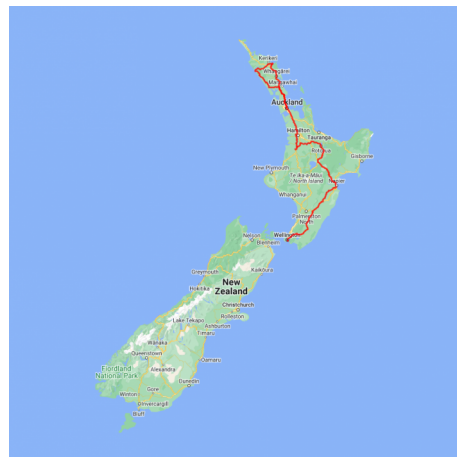 Kerikeri
Whangārei
Mangawhai
Auckland
Hamilton
Tauranga
Rotorua
Gisborne
New Plymouth
Te Ika-a-Māui
/ North Island
Napier
Whanganui
Palmerston
North
Wellington
Nelson
Blenheim
Greymouth
Kaikōura
Hokitika
New
Zealand
Christchurch
Rolleston
Ashburton
Lake Tekapo
Timaru
Wānaka
Queenstown
Oamaru
Fiordland
National Park
Alexandra
Dunedin
Gore
Winton
Invercargill
Bluff